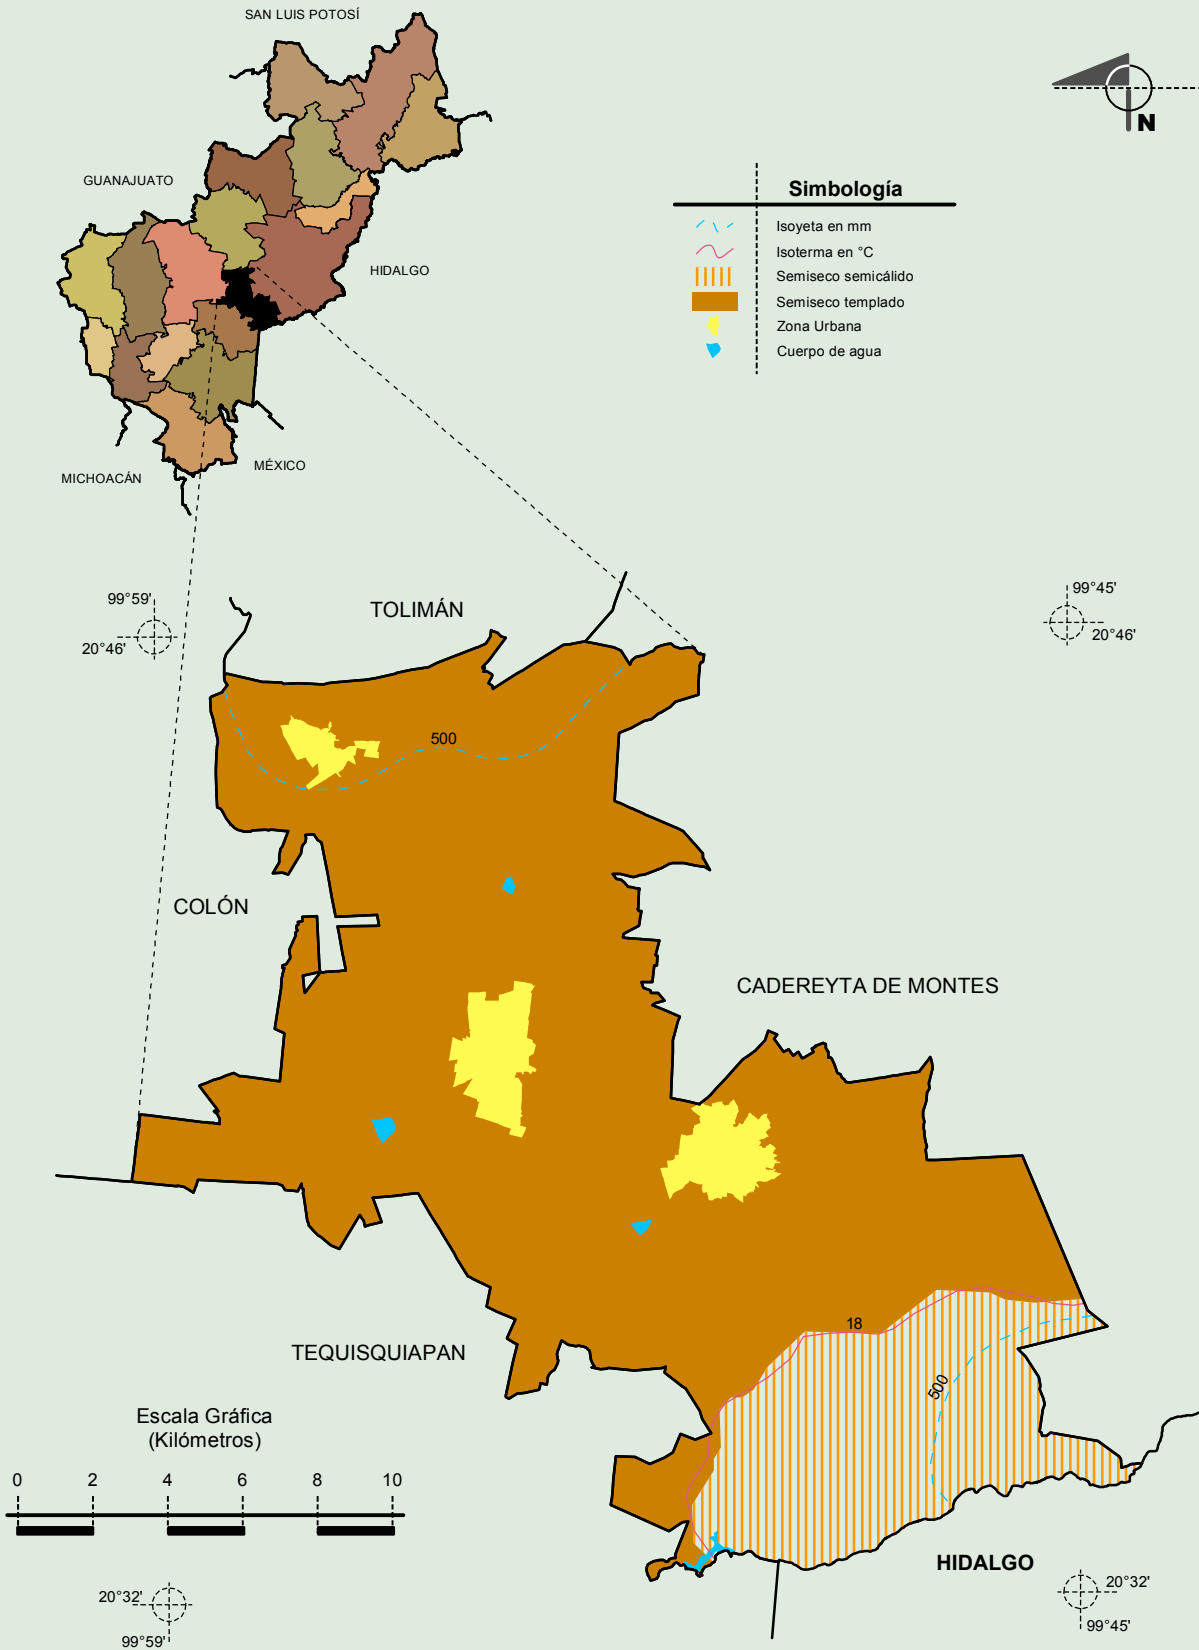 SAN LUIS POTOSÍ
N
GUANAJUATO
Simbología
Isoyeta en mm
Isoterma en °C
HIDALGO
Semiseco semicálido
Semiseco templado
Zona Urbana
Cuerpo de agua
MÉXICO
MICHOACÁN
99°59'
20°46'
TOLIMÁN
99°45'
20°46'
500
COLÓN
CADEREYTA DE MONTES
18
TEQUISQUIAPAN
500
Escala Gráfica
(Kilómetros)
0 2 4 6 8 10
HIDALGO
20°32'
99°59'
20°32'
99°45'